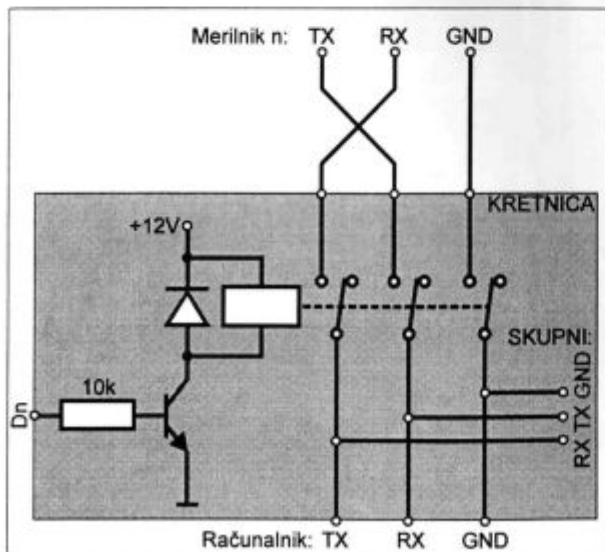 Merilnik n: TX RX GND
KRETNICA
+12V
SKUPNI:
10k
Dn
GND
TX
RX
Računalnik: TX RX GND